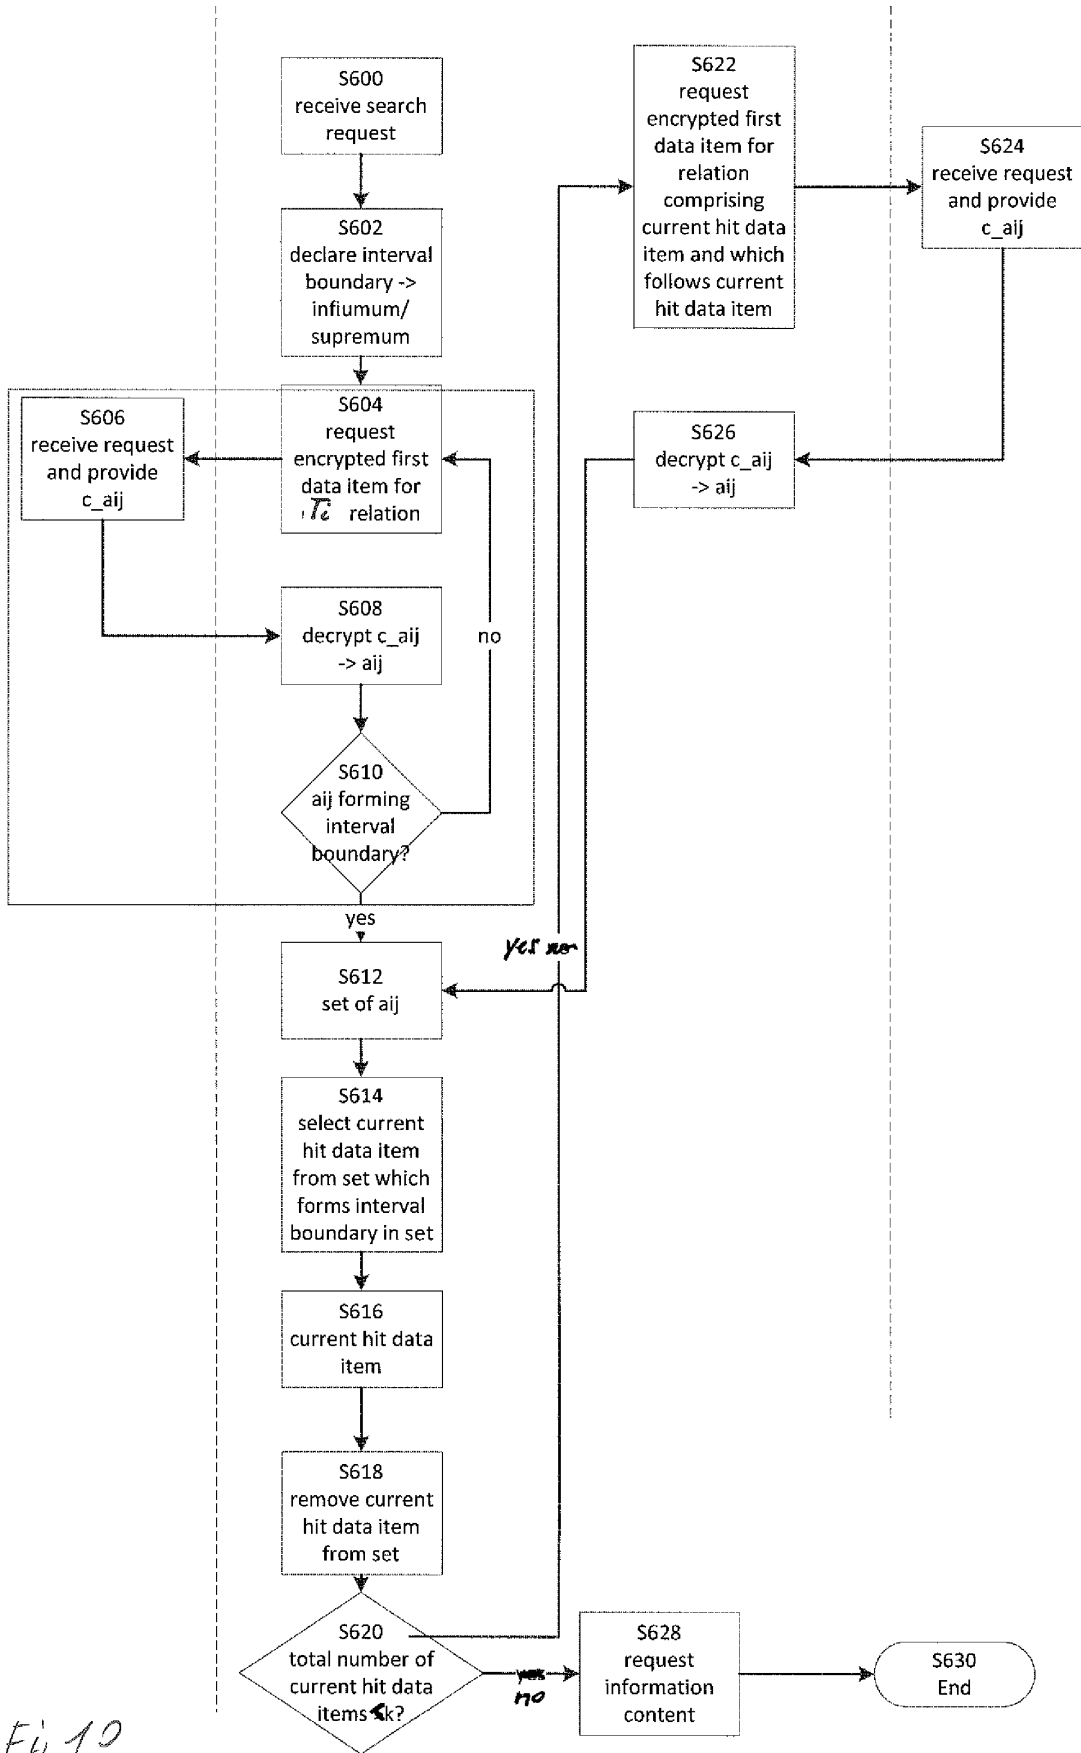 S600
receive search
request
S602
declare interval
boundary ->
infiumum/
supremum
S604
request
encrypted first
data item for
Ti relation
S606
receive request
and provide
c_aij
S608
decrypt c_aij
-> aij
no
S610
aij forming
interval
boundary?
yes
S612
set of aij
S614
select current
hit data item
from set which
forms interval
boundary in set
S616
current hit data
item
S618
remove current
hit data item
from set
S620
total number of
current hit data
items <k?
yes no
S622
request
encrypted first
data item for
relation
comprising
current hit data
item and which
follows current
hit data item
S624
receive request
and provide
c_aij
S626
decrypt c_aij
-> aij
yes
no
S628
request
information
content
S630
End
Fig 10